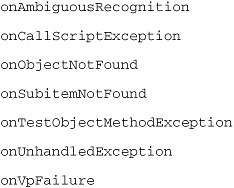 onAmbiguousRecognition
onCallScriptException
onObjectNotFound
onSubitemNotFound
onTestObjectMethodException
onUnhandledException
onVpFailure